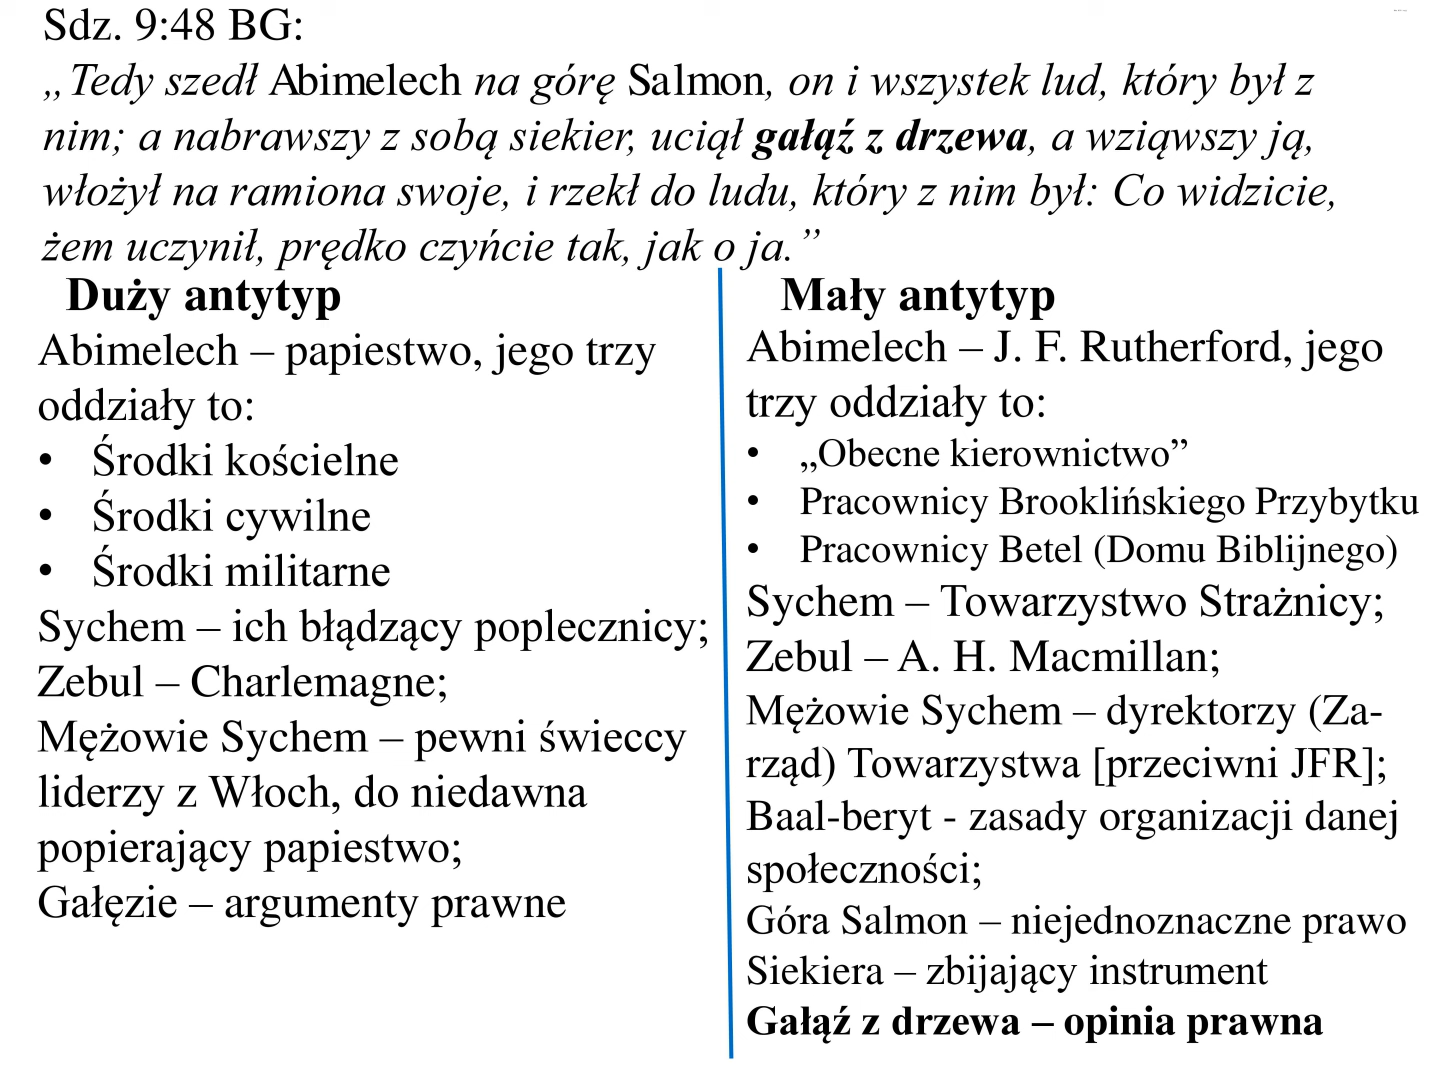 Sdz. 9:48 BG:
„Tedy szedł Abimelech na górę Salmon, on i wszystek lud, który był z
nim; a nabrawszy z sobą siekier, uciął gałąź z drzewa, a wziąwszy ją,
włożył na ramiona swoje, i rzekł do ludu, który z nim był: Co widzicie,
żem uczynił, prędko czyńcie tak, jak o ja.”
Duży antytyp
Abimelech – papiestwo, jego trzy
oddziały to:
• Środki kościelne
• Środki cywilne
• Środki militarne
Sychem – ich błądzący poplecznicy;
Zebul – Charlemagne;
Mężowie Sychem – pewni świeccy
liderzy z Włoch, do niedawna
popierający papiestwo;
Gałęzie – argumenty prawne
Mały antytyp
Abimelech – J. F. Rutherford, jego
trzy oddziały to:
• „Obecne kierownictwo”
• Pracownicy Brooklińskiego Przybytku
• Pracownicy Betel (Domu Biblijnego)
Sychem – Towarzystwo Strażnicy;
Zebul – A. H. Macmillan;
Mężowie Sychem – dyrektorzy (Za-
rząd) Towarzystwa [przeciwni JFR];
Baal-beryt - zasady organizacji danej
społeczności;
Góra Salmon – niejednoznaczne prawo
Siekiera – zbijający instrument
Gałąź z drzewa – opinia prawna